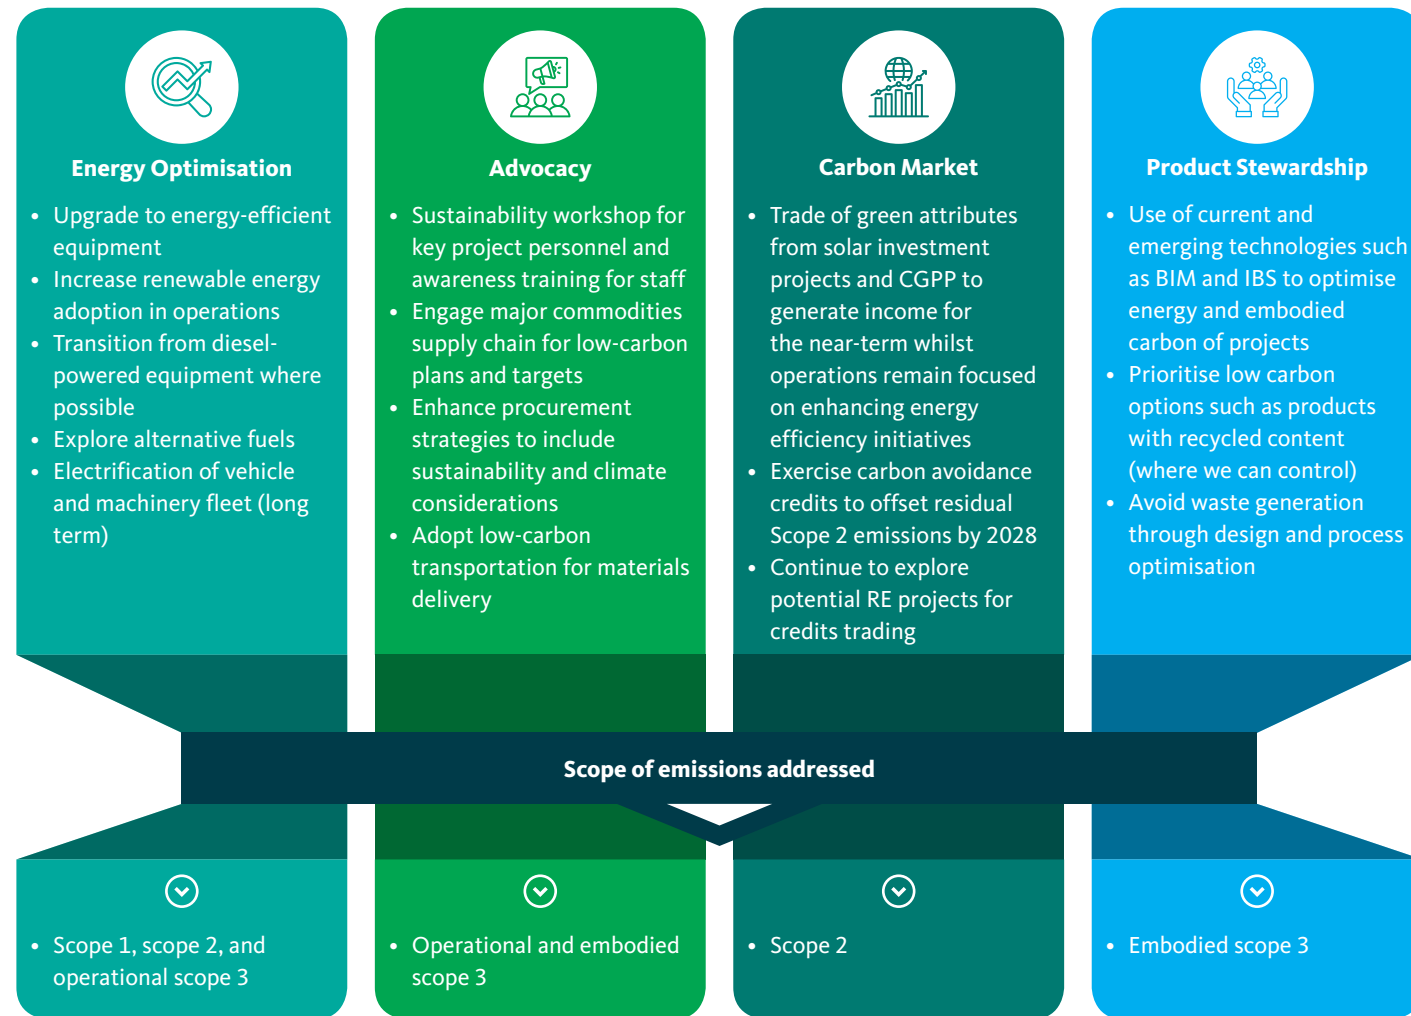 Energy Optimisation
• Upgrade to energy-efficient
equipment
• Increase renewable energy
adoption in operations
• Transition from diesel-
powered equipment where
possible
• Explore alternative fuels
• Electrification of vehicle
and machinery fleet (long
term)
Advocacy
• Sustainability workshop for
key project personnel and
awareness training for staff
• Engage major commodities
supply chain for low-carbon
plans and targets
• Enhance procurement
strategies to include
sustainability and climate
considerations
• Adopt low-carbon
transportation for materials
delivery
Carbon Market
• Trade of green attributes
from solar investment
projects and CGPP to
generate income for
the near-term whilst
operations remain focused
on enhancing energy
efficiency initiatives
• Exercise carbon avoidance
credits to offset residual
Scope 2 emissions by 2028
• Continue to explore
potential RE projects for
credits trading
Product Stewardship
• Use of current and
emerging technologies such
as BIM and IBS to optimise
energy and embodied
carbon of projects
• Prioritise low carbon
options such as products
with recycled content
(where we can control)
• Avoid waste generation
through design and process
optimisation
Scope of emissions addressed
• Scope 1, scope 2, and
operational scope 3
• Operational and embodied
scope 3
• Scope 2
• Embodied scope 3